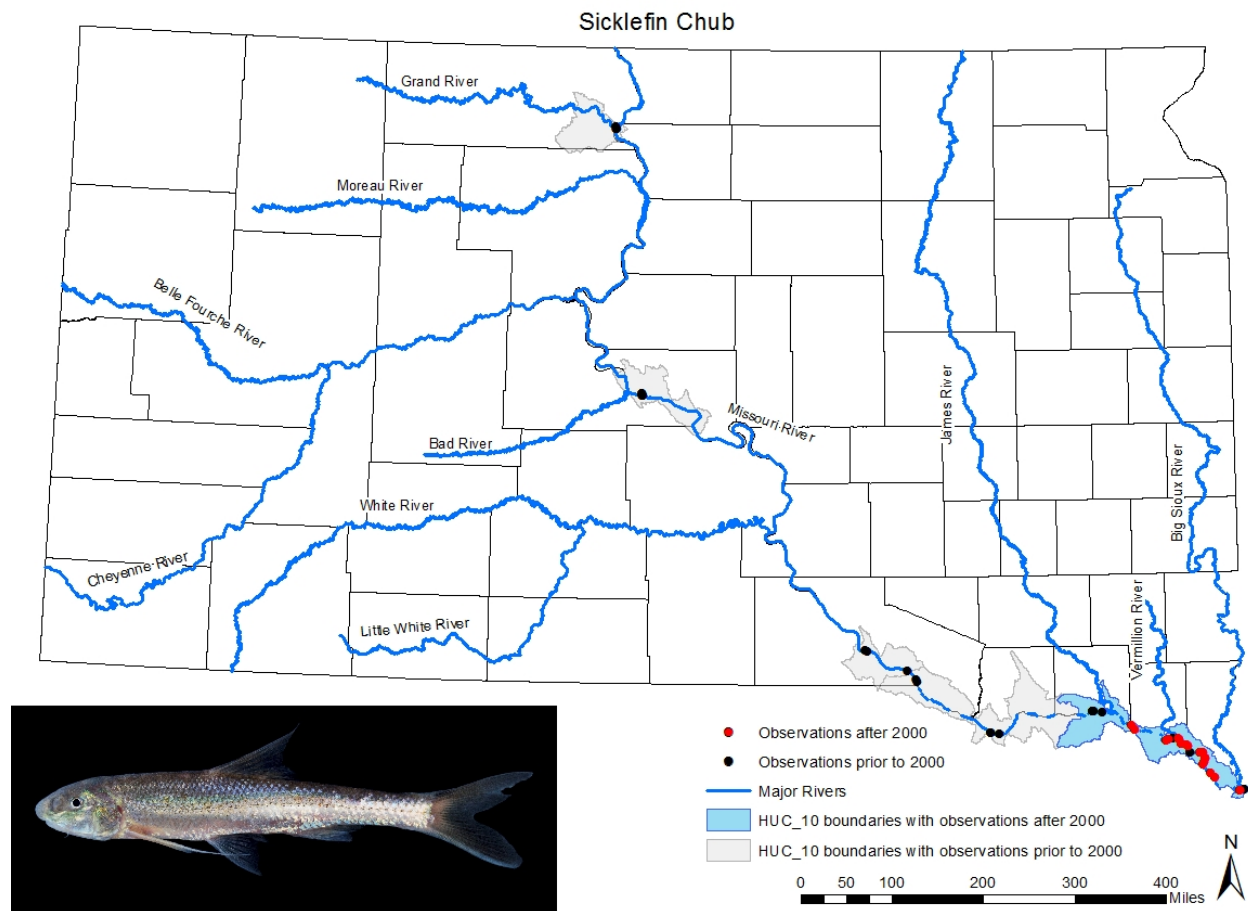 Sicklefin Chub
Grand River
Moreau River
Belle Fourche River
Missouri River
James River
Bad River
Big Sioux River
White River
Cheyenne River
Vermillion River
Little White River
Observations after 2000
Observations prior to 2000
Major Rivers
HUC_10 boundaries with observations after 2000
HUC_10 boundaries with observations prior to 2000
N
0 50 100 200 300 400
Miles